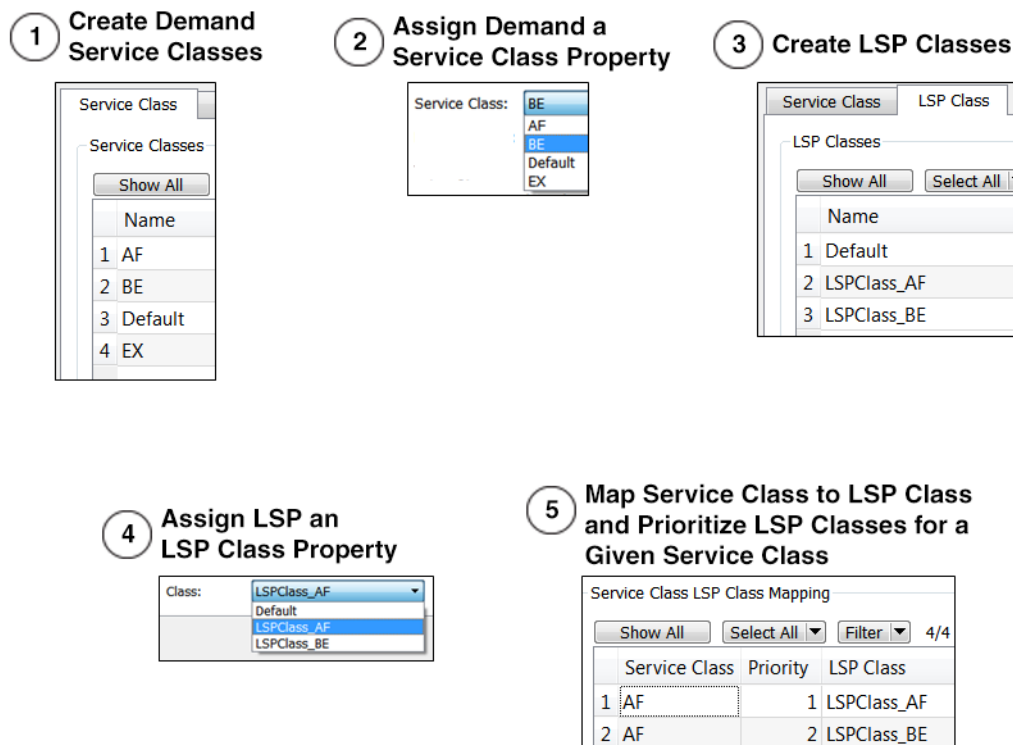 1 Create Demand
Service Classes
Service Class
Service Classes
Show All
Name
1 AF
2 BE
3 Default
4 EX
2 Assign Demand a
Service Class Property
Service Class: BE
AF
BE
Default
EX
3 Create LSP Classes
Service Class LSP Class
LSP Classes
Show All Select All
Name
1 Default
2 LSPClass_AF
3 LSPClass_BE
4 Assign LSP an
LSP Class Property
Class: LSPClass_AF
Default
LSPClass_AF
LSPClass_BE
5 Map Service Class to LSP Class
and Prioritize LSP Classes for a
Given Service Class
Service Class LSP Class Mapping
Show All Select All Filter 4/4
Service Class Priority LSP Class
1 AF 1 LSPClass_AF
2 AF 2 LSPClass_BE